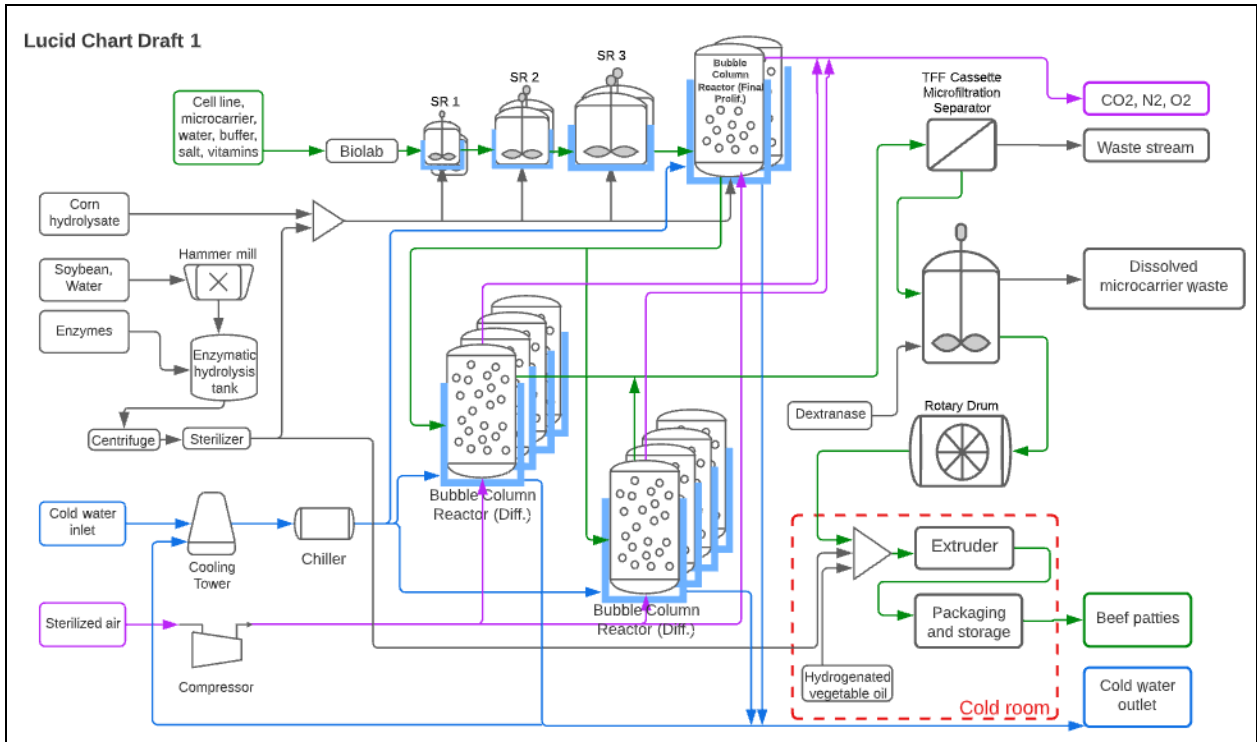 Lucid Chart Draft 1
SR 1
SR 2
SR 3
Bubble
Column
Reactor (Final
Prolif.)
TFF Cassette
Microfiltration
Separator
CO2, N2, O2
Cell line,
microcarrier,
water, buffer,
salt, vitamins
Biolab
Waste stream
Corn
hydrolysate
Hammer mill
Soybean,
Water
Dissolved
microcarrier waste
Enzymes
Enzymatic
hydrolysis
tank
Dextranase
Rotary Drum
Centrifuge
Sterilizer
Bubble Column
Reactor (Diff.)
Cold water
inlet
Cooling
Tower
Chiller
Extruder
Bubble Column
Reactor (Diff.)
Sterilized air
Compressor
Packaging
and storage
Beef patties
Hydrogenated
vegetable oil
Cold room
Cold water
outlet